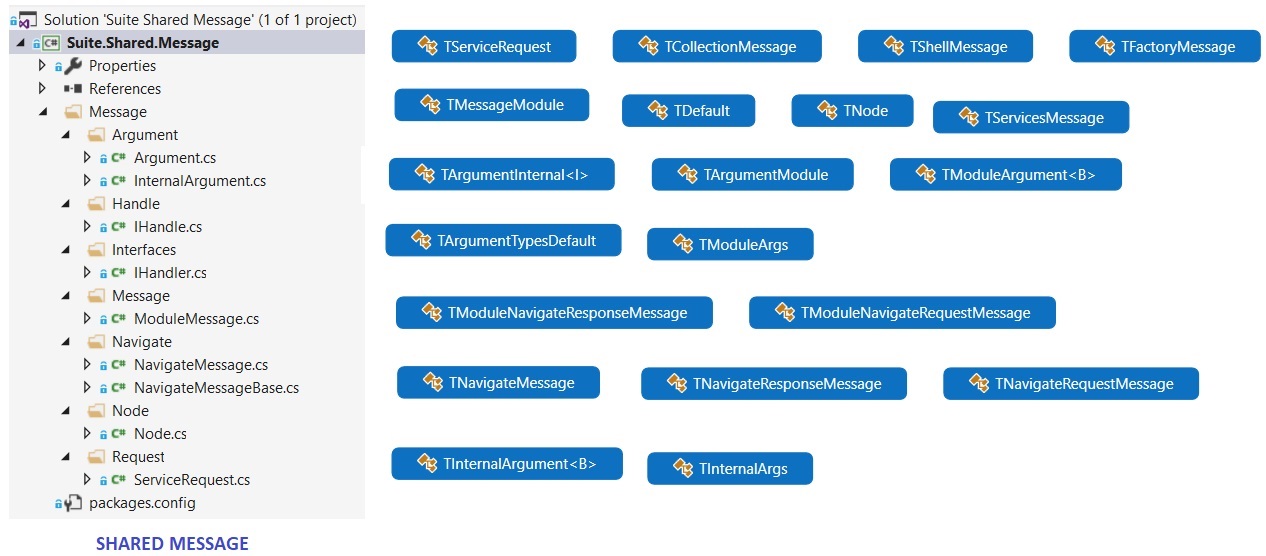 Solution 'Suite Shared Message' (1 of 1 project)
Suite.Shared.Message
Properties
References
Message
Argument
Argument.cs
InternalArgument.cs
Handle
IHandle.cs
Interfaces
IHandler.cs
Message
ModuleMessage.cs
Navigate
NavigateMessage.cs
NavigateMessageBase.cs
Node
Node.cs
Request
ServiceRequest.cs
packages.config
SHARED MESSAGE
TServiceRequest TCollectionMessage TShellMessage TFactoryMessage
TMessageModule TDefault TNode TServicesMessage
TArgumentInternal<I> TArgumentModule TModuleArgument<B>
TArgumentTypesDefault TModuleArgs
TModuleNavigateResponseMessage TModuleNavigateRequestMessage
TNavigateMessage TNavigateResponseMessage TNavigateRequestMessage
TInternalArgument<B> TInternalArgs